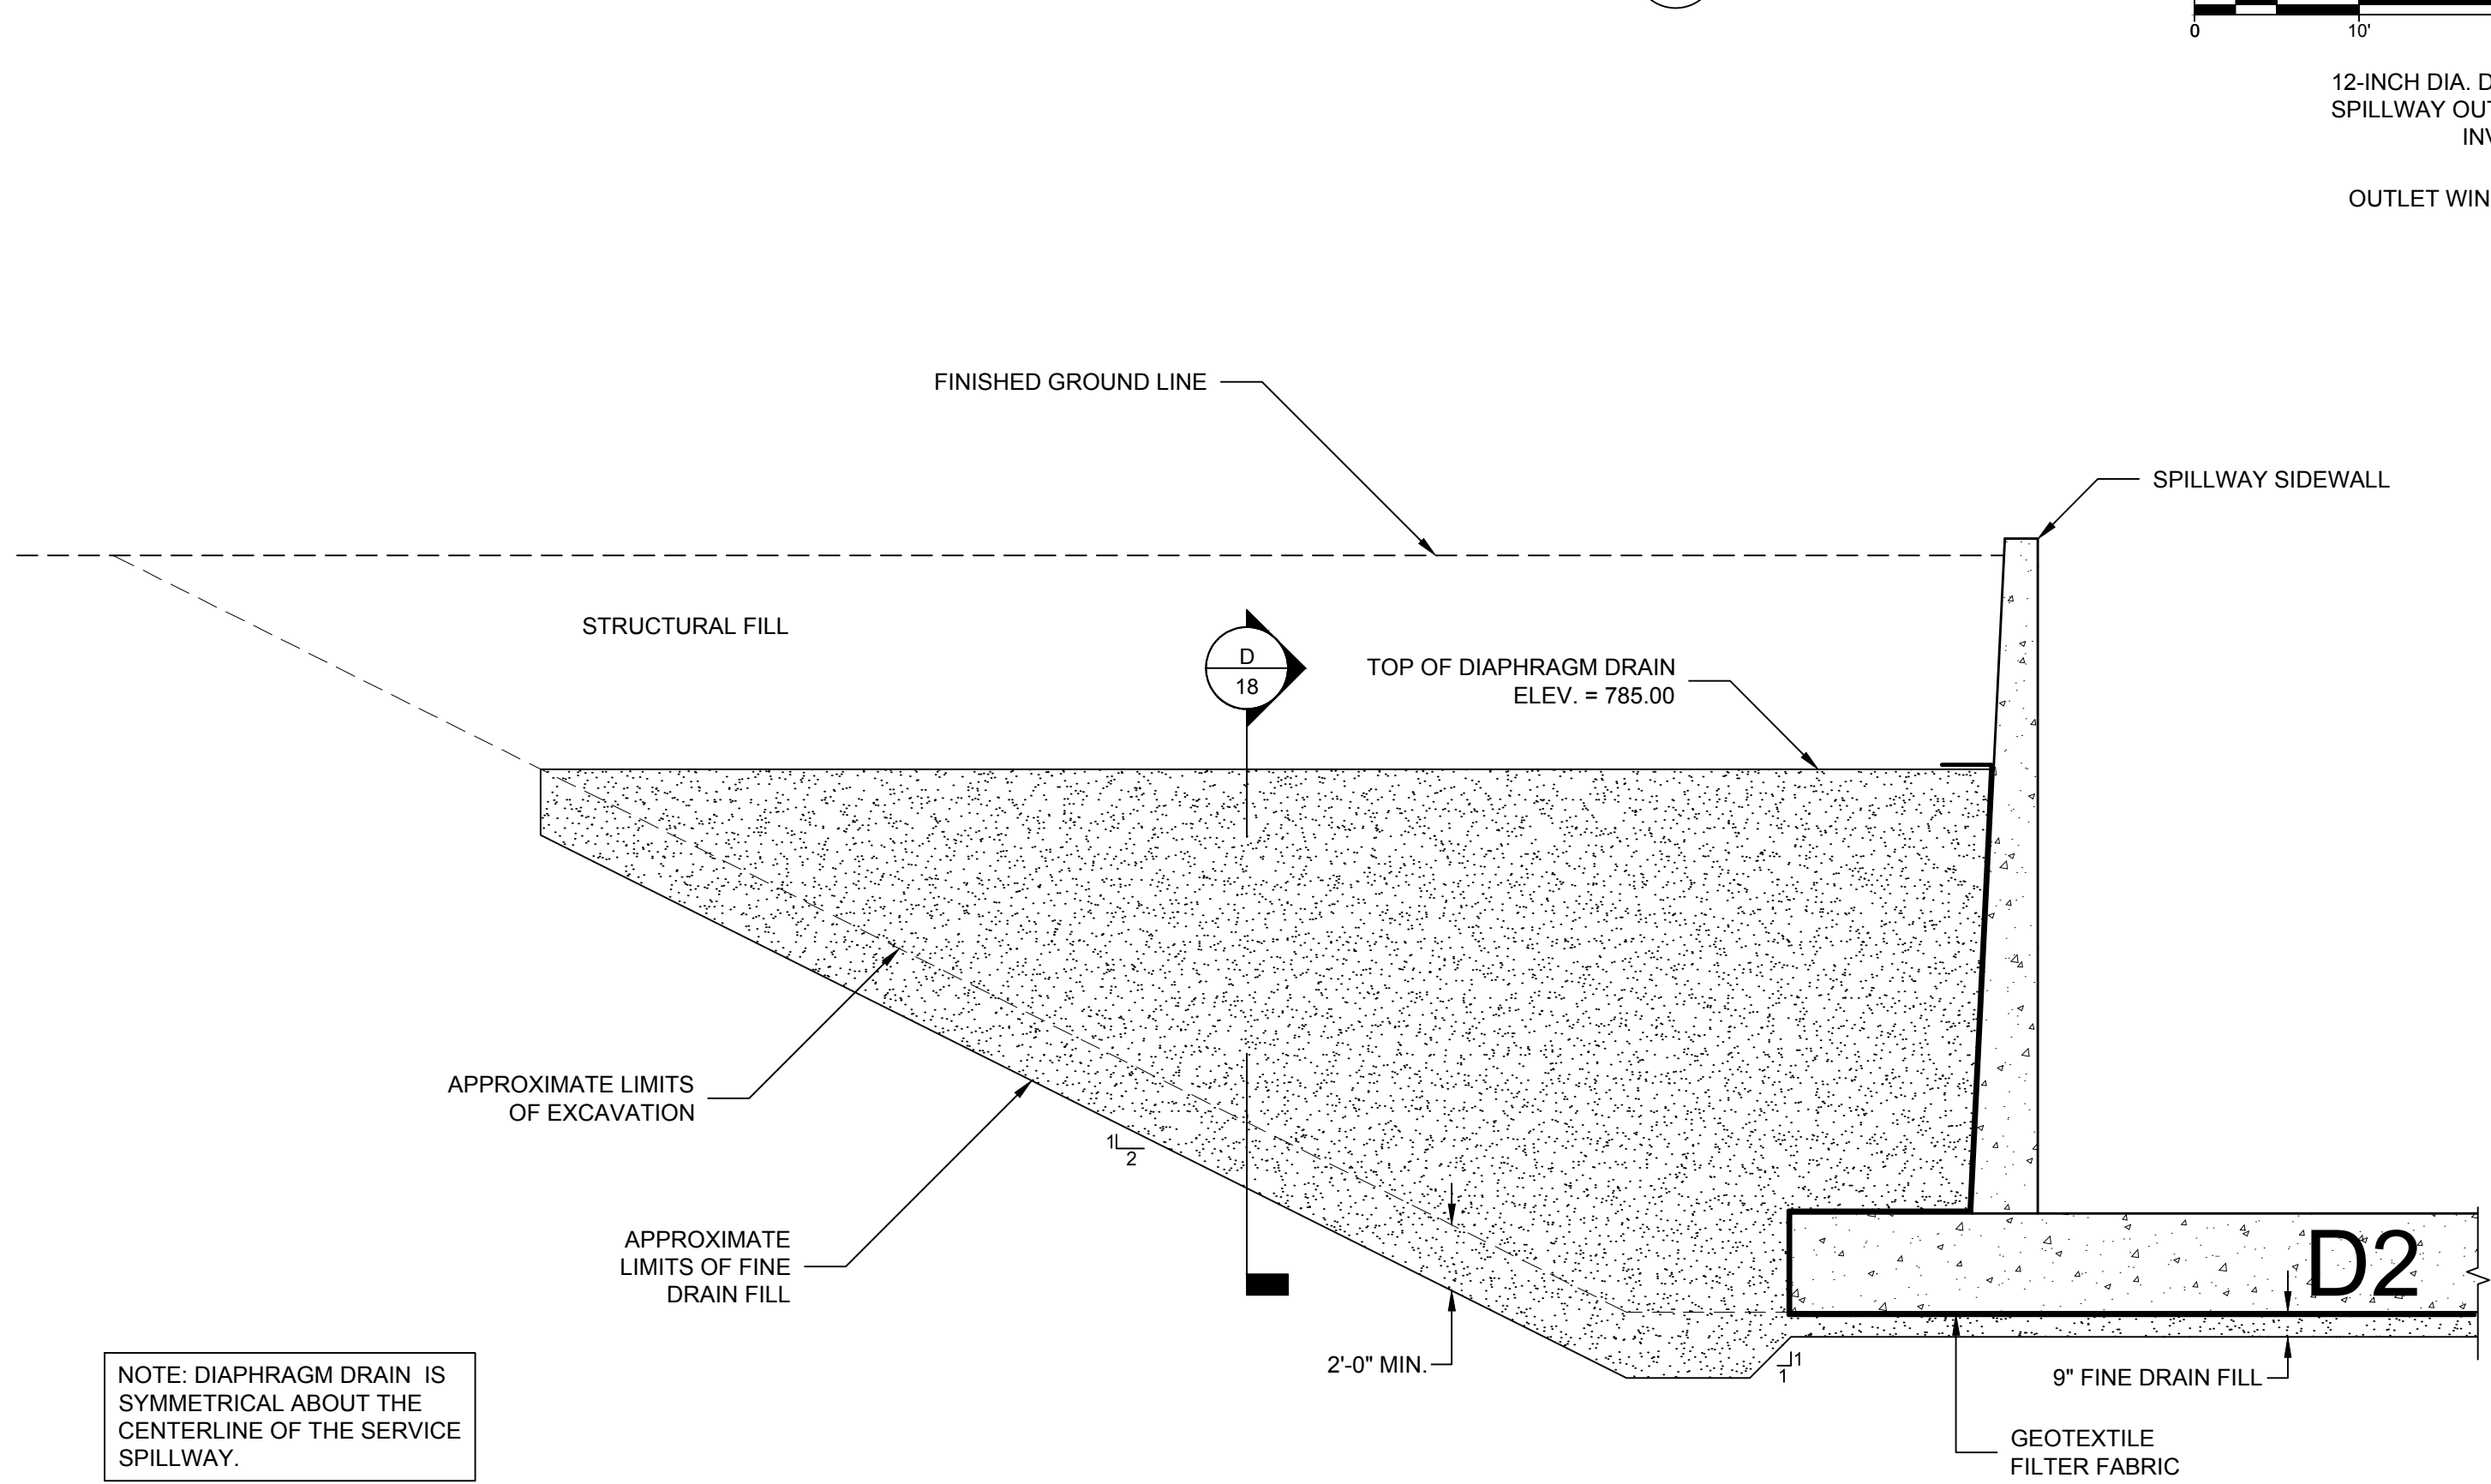 0
10'
12-INCH DIA.
SPILLWAY
OUTLET
FINISHED GROUND LINE
SPILLWAY SIDEWALL
STRUCTURAL FILL
D
18
TOP OF DIAPHRAGM DRAIN
ELEV. = 785.00
APPROXIMATE LIMITS
OF EXCAVATION
1
2
APPROXIMATE
LIMITS OF FINE
DRAIN FILL
D2
2'-0" MIN.
1
1
9" FINE DRAIN FILL
NOTE: DIAPHRAGM DRAIN IS
SYMMETRICAL ABOUT THE
CENTERLINE OF THE SERVICE
SPILLWAY.
GEOTEXTILE
FILTER FABRIC